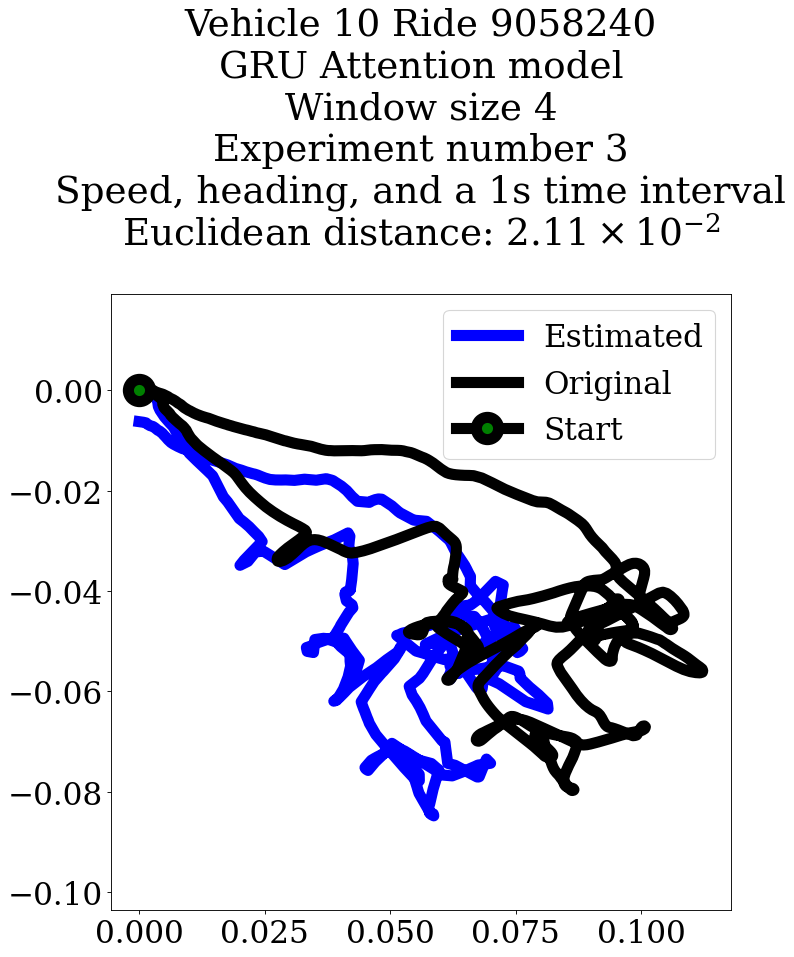 Vehicle 10 Ride 9058240
GRU Attention model
Window size 4
Experiment number 3
Speed, heading, and a 1s time interval
Euclidean distance: 2.11 × 10⁻²
Estimated
Original
Start
0.00
−0.02
−0.04
−0.06
−0.08
−0.10
0.000 0.025 0.050 0.075 0.100